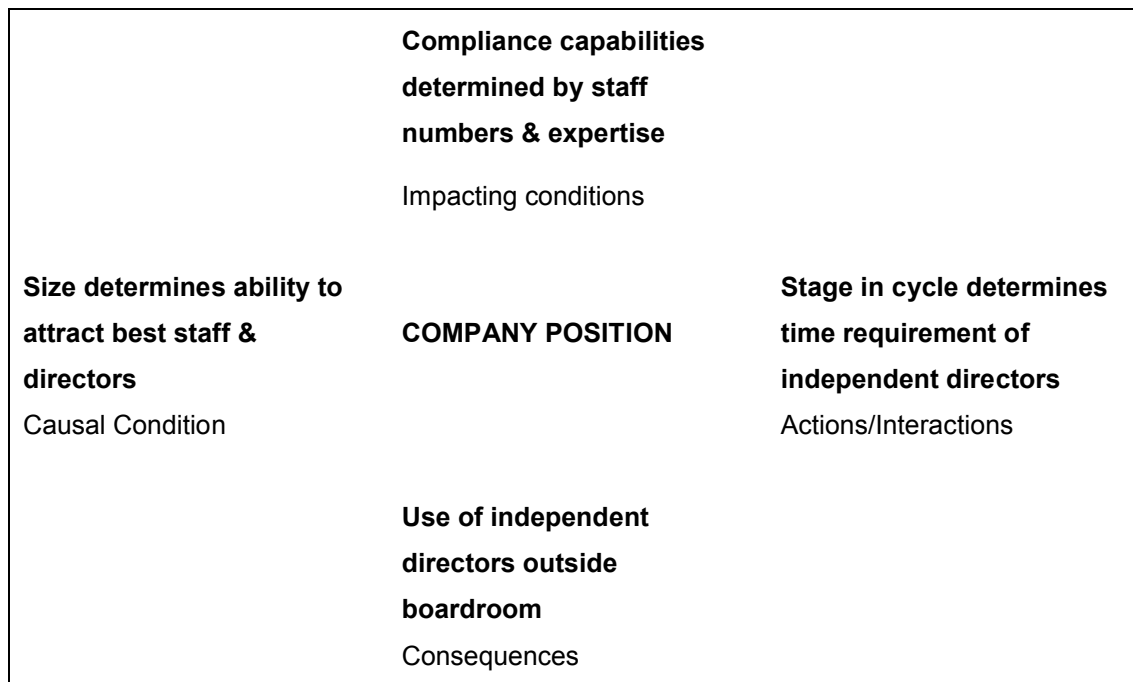 Compliance capabilities
determined by staff
numbers & expertise
Impacting conditions
Size determines ability to
attract best staff &
directors
Causal Condition
COMPANY POSITION
Stage in cycle determines
time requirement of
independent directors
Actions/Interactions
Use of independent
directors outside
boardroom
Consequences